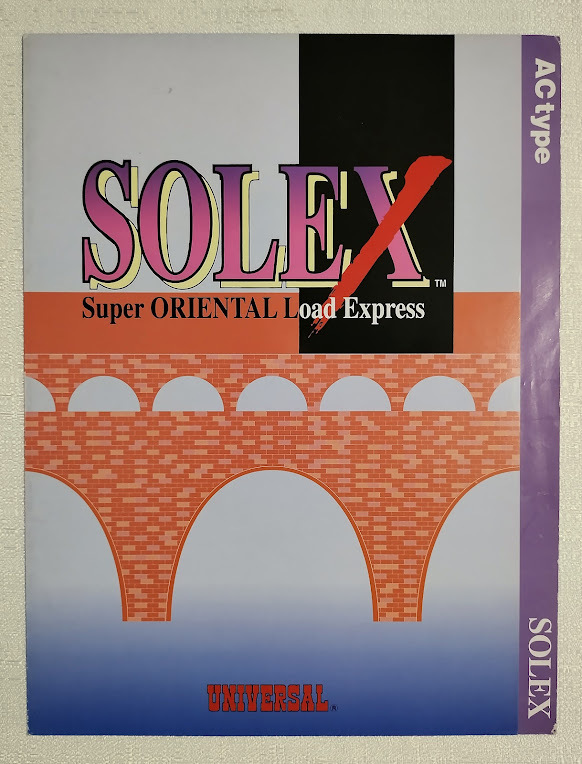 SOLEX™
Super ORIENTAL Load Express
AC type
SOLEX
UNIVERSAL®